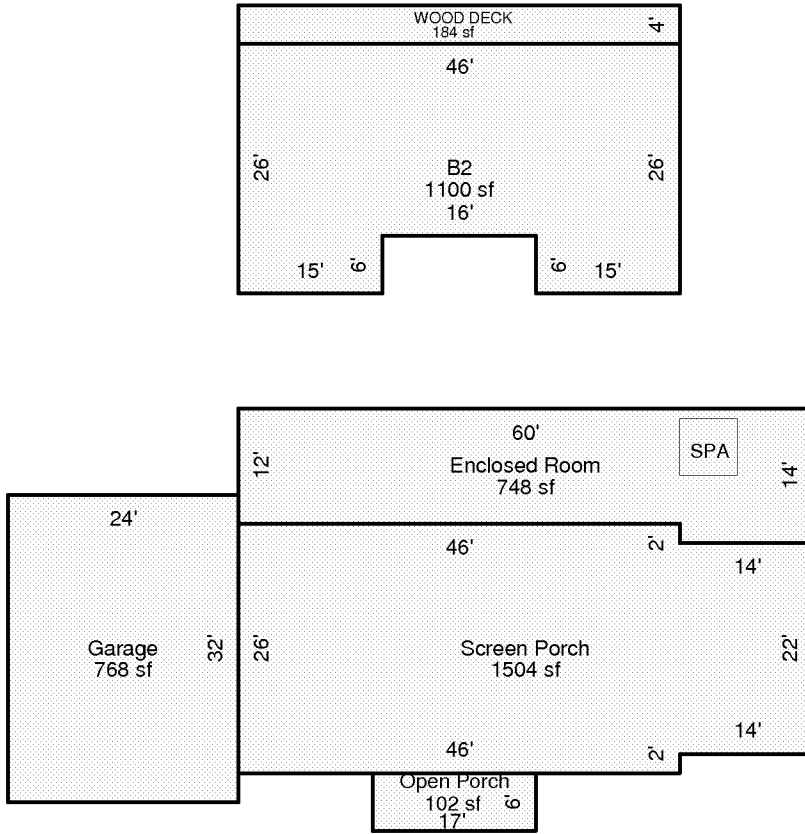 WOOD DECK
184 sf
4'
46'
26'
B2
1100 sf
26'
16'
15'
6'
6'
15'
60'
12'
Enclosed Room
748 sf
SPA
14'
24'
46'
2'
14'
Garage
768 sf
32'
26'
Screen Porch
1504 sf
22'
46'
2'
14'
Open Porch
102 sf
6'
17'